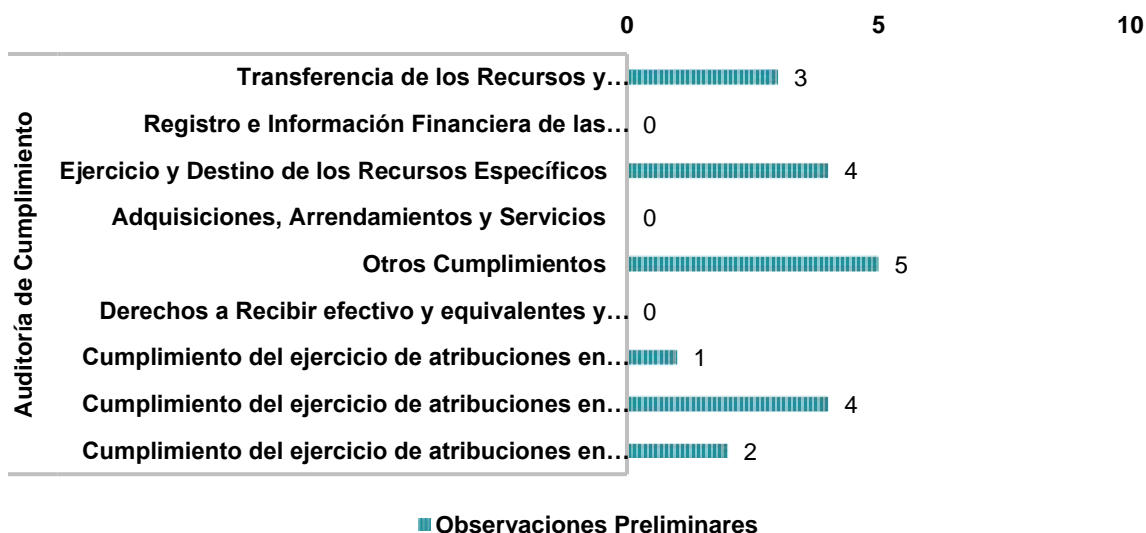 0 5 10
Auditoría de Cumplimiento
Transferencia de los Recursos y… 3
Registro e Información Financiera de las… 0
Ejercicio y Destino de los Recursos Específicos 4
Adquisiciones, Arrendamientos y Servicios 0
Otros Cumplimientos 5
Derechos a Recibir efectivo y equivalentes y… 0
Cumplimiento del ejercicio de atribuciones en… 1
Cumplimiento del ejercicio de atribuciones en… 4
Cumplimiento del ejercicio de atribuciones en… 2
Observaciones Preliminares